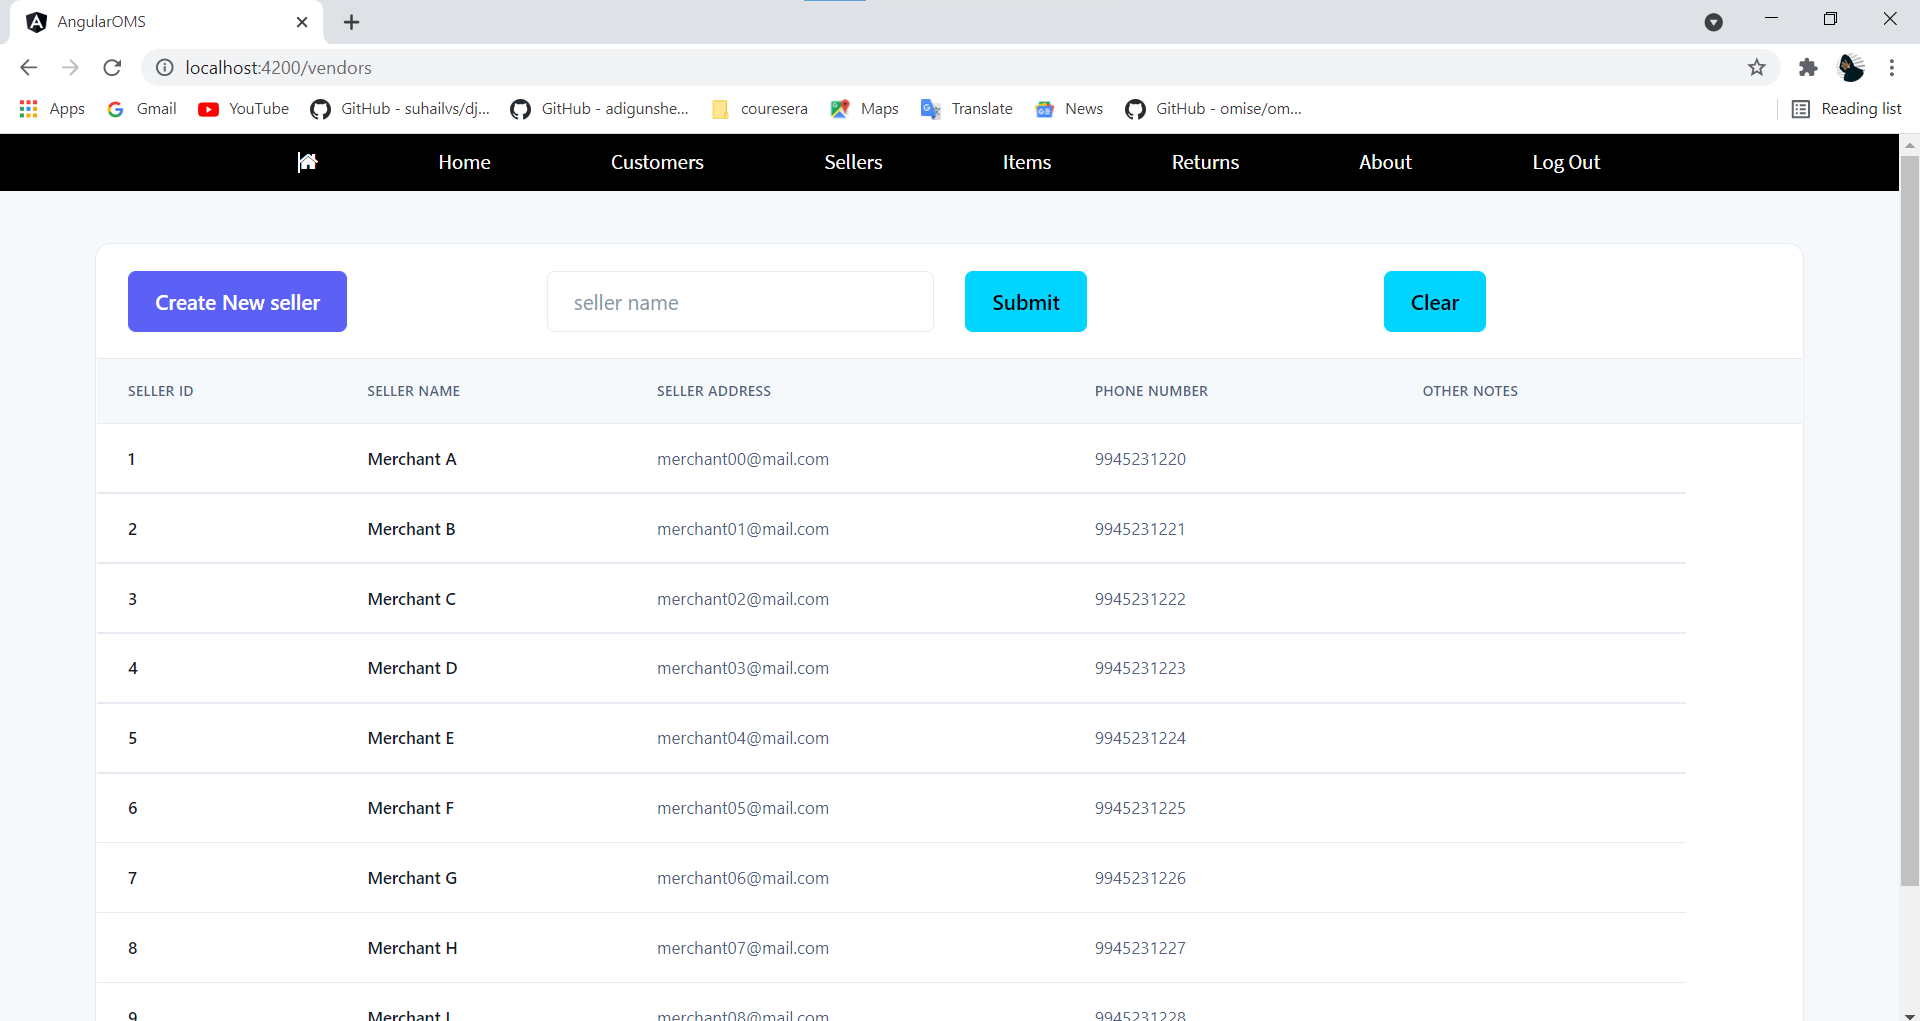 AngularOMS
localhost:4200/vendors
Apps Gmail YouTube GitHub - suhailvs/dj... GitHub - adigunshe... couresera Maps Translate News GitHub - omise/om... Reading list
Home Customers Sellers Items Returns About Log Out
Create New seller seller name Submit Clear
SELLER ID SELLER NAME SELLER ADDRESS PHONE NUMBER OTHER NOTES
1 Merchant A merchant00@mail.com 9945231220
2 Merchant B merchant01@mail.com 9945231221
3 Merchant C merchant02@mail.com 9945231222
4 Merchant D merchant03@mail.com 9945231223
5 Merchant E merchant04@mail.com 9945231224
6 Merchant F merchant05@mail.com 9945231225
7 Merchant G merchant06@mail.com 9945231226
8 Merchant H merchant07@mail.com 9945231227
9 Merchant I merchant08@mail.com 9945231228